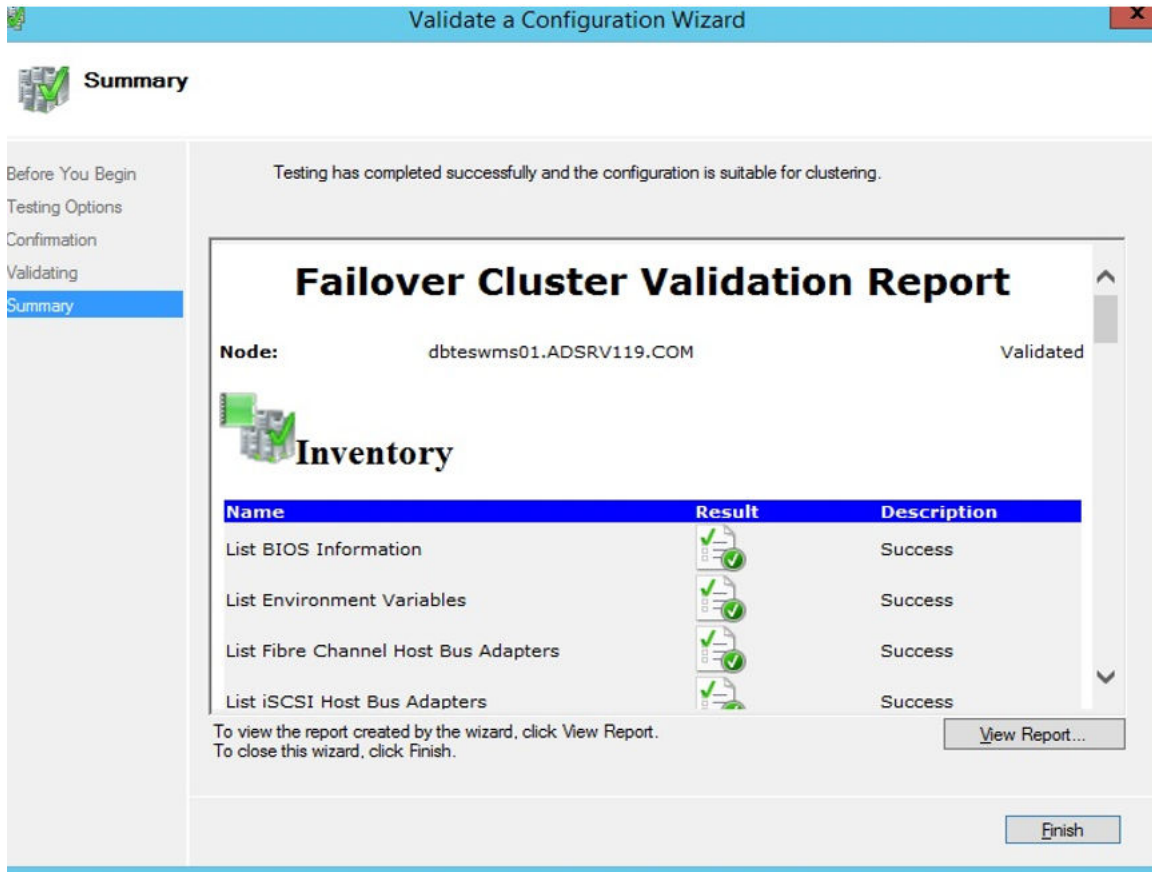 Validate a Configuration Wizard
x
Summary
Before You Begin
Testing Options
Confirmation
Validating
Summary
Testing has completed successfully and the configuration is suitable for clustering.
Failover Cluster Validation Report
Node: dbteswms01.ADSRV119.COM Validated
Inventory
Name Result Description
List BIOS Information Success
List Environment Variables Success
List Fibre Channel Host Bus Adapters Success
List iSCSI Host Bus Adapters Success
To view the report created by the wizard, click View Report.
To close this wizard, click Finish.
View Report...
Finish